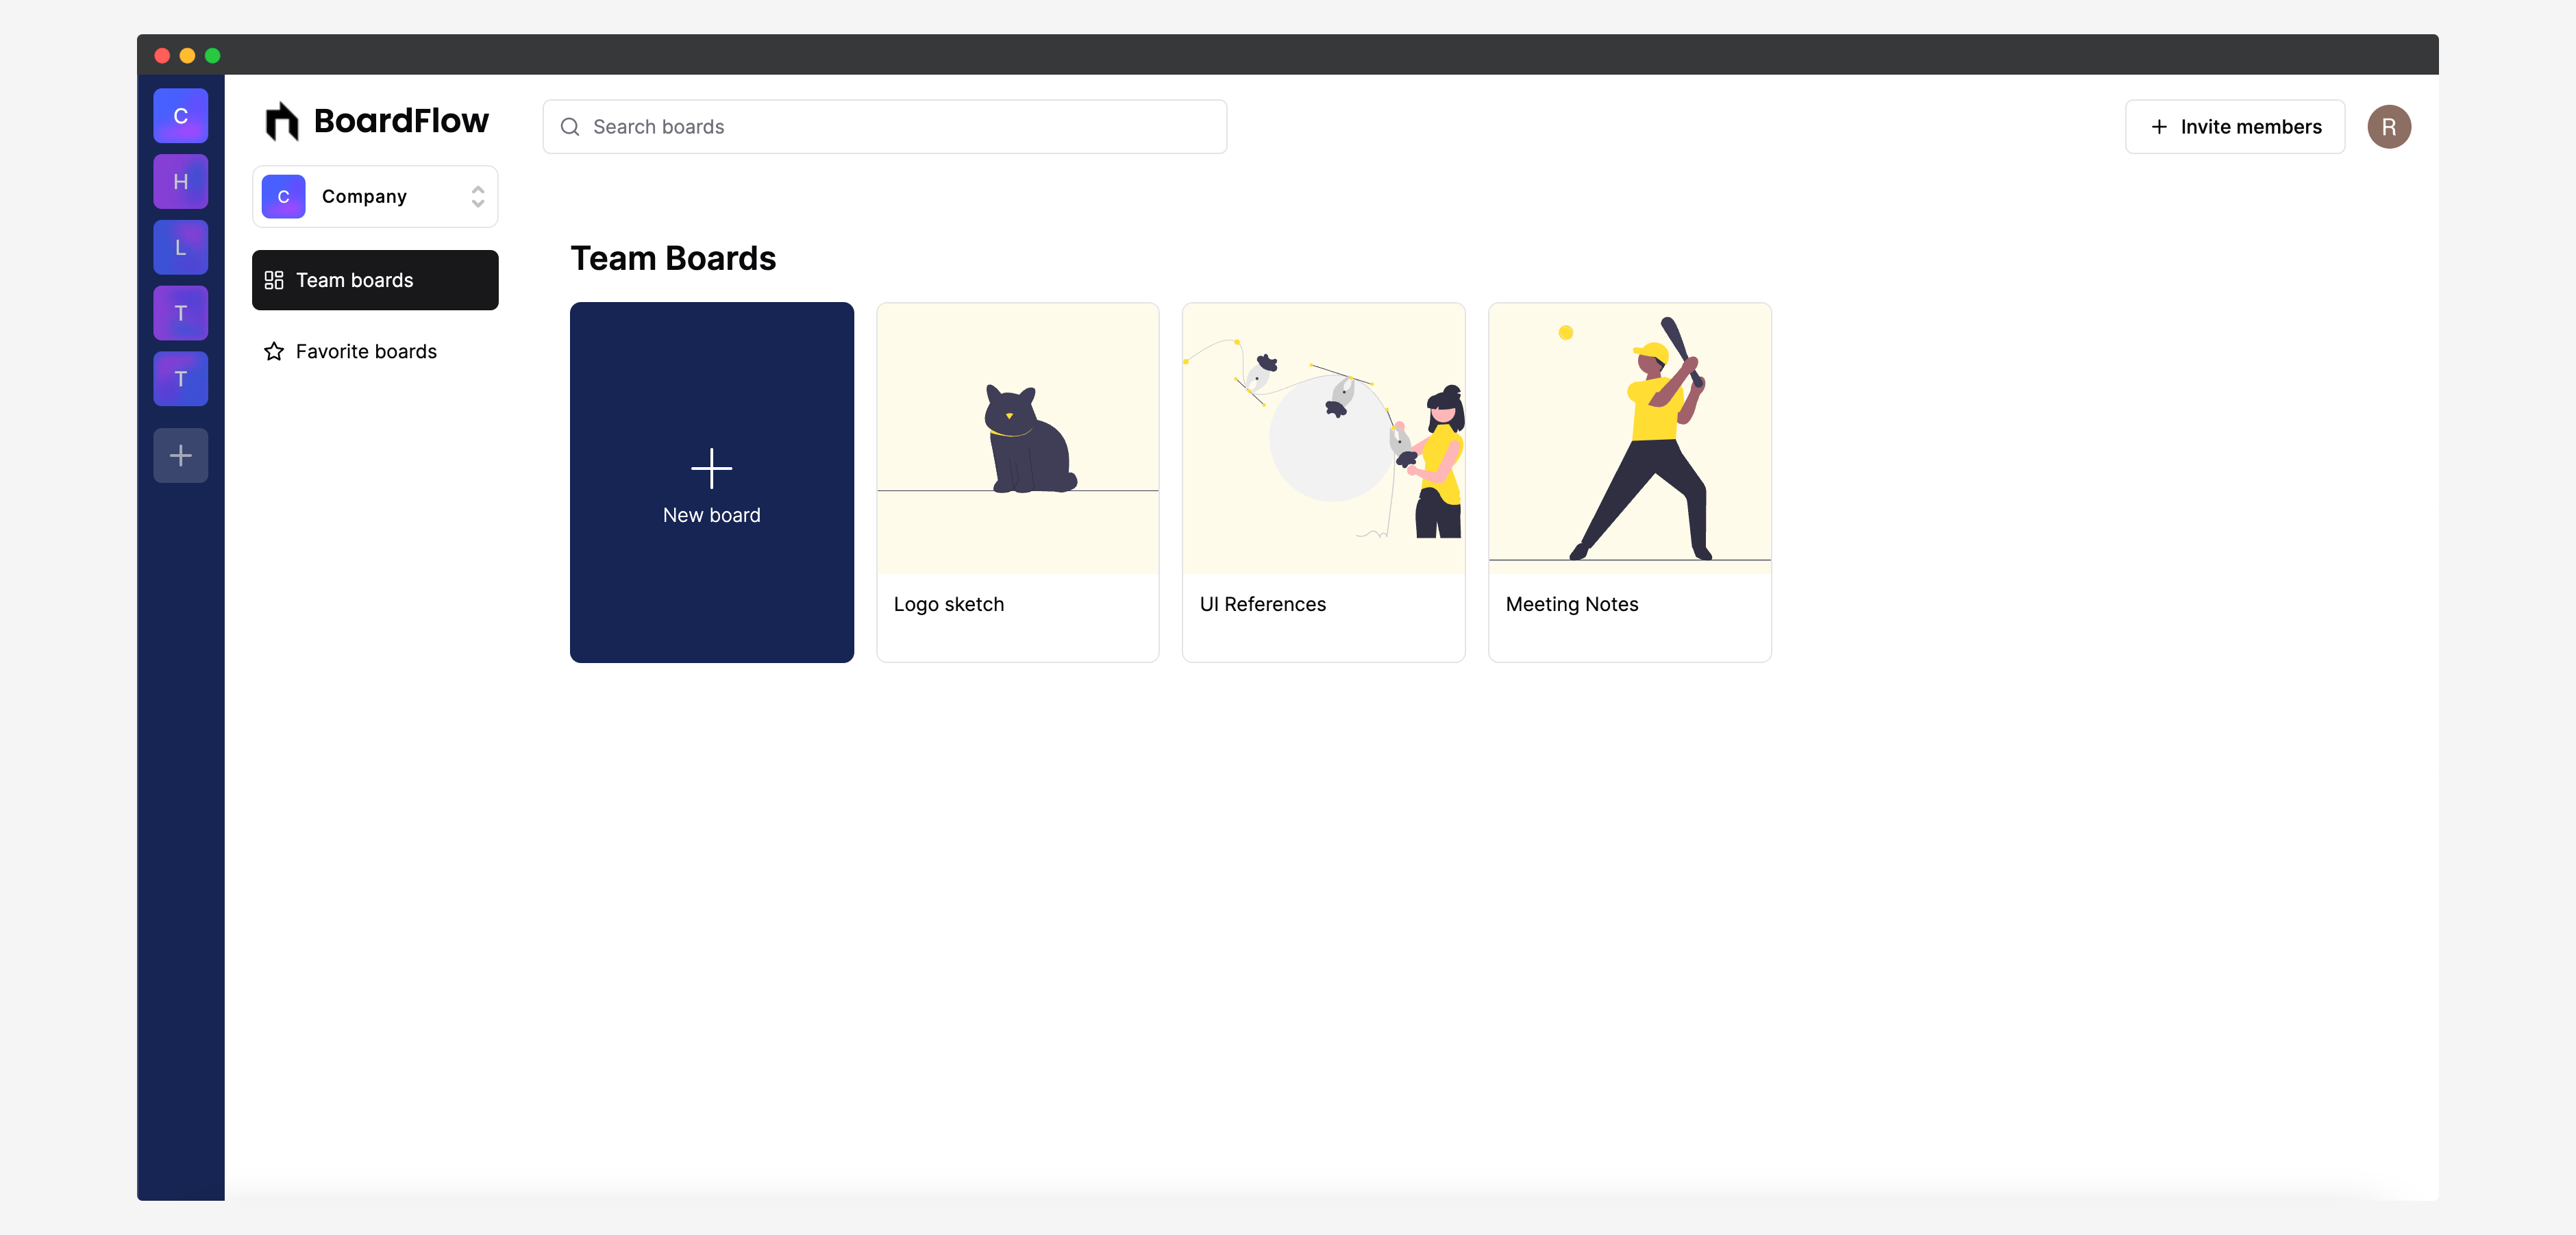 C
H
L
T
T
BoardFlow
Search boards
Invite members
R
C
Company
Team boards
Favorite boards
Team Boards
New board
Logo sketch
UI References
Meeting Notes